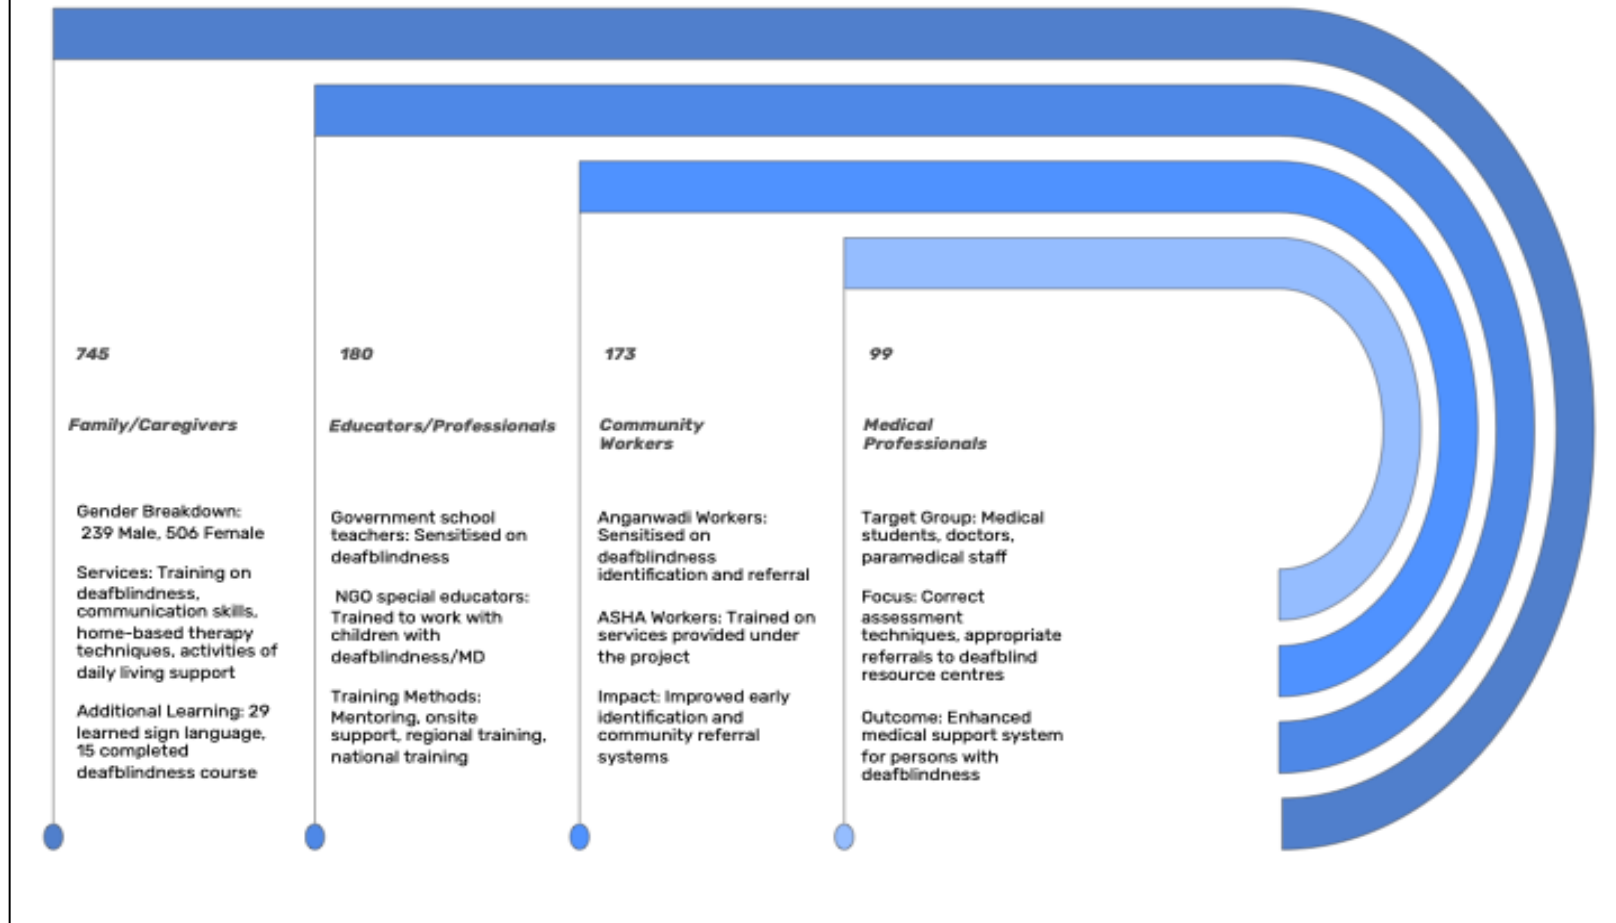 745
Family/Caregivers
Gender Breakdown:
239 Male, 506 Female
Services: Training on
deafblindness,
communication skills,
home-based therapy
techniques, activities of
daily living support
Additional Learning: 29
learned sign language,
15 completed
deafblindness course
180
Educators/Professionals
Government school
teachers: Sensitised on
deafblindness
NGO special educators:
Trained to work with
children with
deafblindness/MD
Training Methods:
Mentoring, onsite
support, regional training,
national training
173
Community
Workers
Anganwadi Workers:
Sensitised on
deafblindness
identification and referral
ASHA Workers: Trained on
services provided under
the project
Impact: Improved early
identification and
community referral
systems
99
Medical
Professionals
Target Group: Medical
students, doctors,
paramedical staff
Focus: Correct
assessment
techniques, appropriate
referrals to deafblind
resource centres
Outcome: Enhanced
medical support system
for persons with
deafblindness